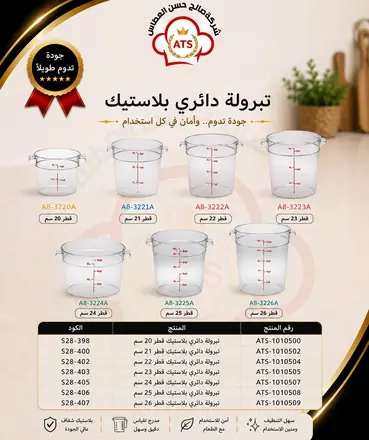 شركة صالح حسن العطاس
ATS
جودة
تدوم طويلاً
تبرولة دائري بلاستيك
جودة تدوم.. وأمان في كل استخدام
AB-3220A
AB-3221A
AB-3222A
AB-3223A
قطر 20 سم
قطر 21 سم
قطر 22 سم
قطر 23 سم
AB-3224A
AB-3225A
AB-3226A
قطر 24 سم
قطر 25 سم
قطر 26 سم
رقم المنتج المنتج الكود
ATS-1010500 تبرولة دائري بلاستيك قطر 20 سم S28-398
ATS-1010502 تبرولة دائري بلاستيك قطر 21 سم S28-400
ATS-1010504 تبرولة دائري بلاستيك قطر 22 سم S28-402
ATS-1010505 تبرولة دائري بلاستيك قطر 23 سم S28-403
ATS-1010507 تبرولة دائري بلاستيك قطر 24 سم S28-405
ATS-1010508 تبرولة دائري بلاستيك قطر 25 سم S28-406
ATS-1010509 تبرولة دائري بلاستيك قطر 26 سم S28-407
سهل التنظيف
ومتين الاستخدام
آمن للاستخدام
مع الطعام
مدرج لقياس
دقيق وسهل
بلاستيك شفاف
عالي الجودة